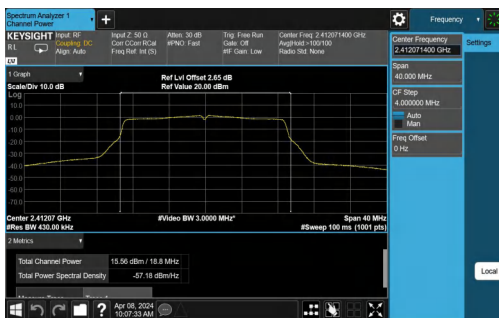 Spectrum Analyzer 1
Channel Power
Frequency
KEYSIGHT
Input: RF
Coupling: DC
Align: Auto
Input Z: 50 Ω
Corr CCorr RCal
Freq Ref: Int (S)
Atten: 30 dB
#PNO: Fast
Trig: Free Run
Gate: Off
#IF Gain: Low
Center Freq: 2.412071400 GHz
Avg|Hold:>100/100
Radio Std: None
Center Frequency
2.412071400 GHz
Settings
Span
40.000 MHz
CF Step
4.000000 MHz
Auto
Man
Freq Offset
0 Hz
Local
1 Graph
Scale/Div 10.0 dB
Ref Lvl Offset 2.65 dB
Ref Value 20.00 dBm
Log
10.0
0.00
-10.0
-20.0
-30.0
-40.0
-50.0
-60.0
-70.0
Center 2.41207 GHz
#Video BW 3.0000 MHz*
Span 40 MHz
#Res BW 430.00 kHz
#Sweep 100 ms (1001 pts)
2 Metrics
Total Channel Power
15.56 dBm / 18.8 MHz
Total Power Spectral Density
-57.18 dBm/Hz
Apr 08, 2024
10:07:33 AM